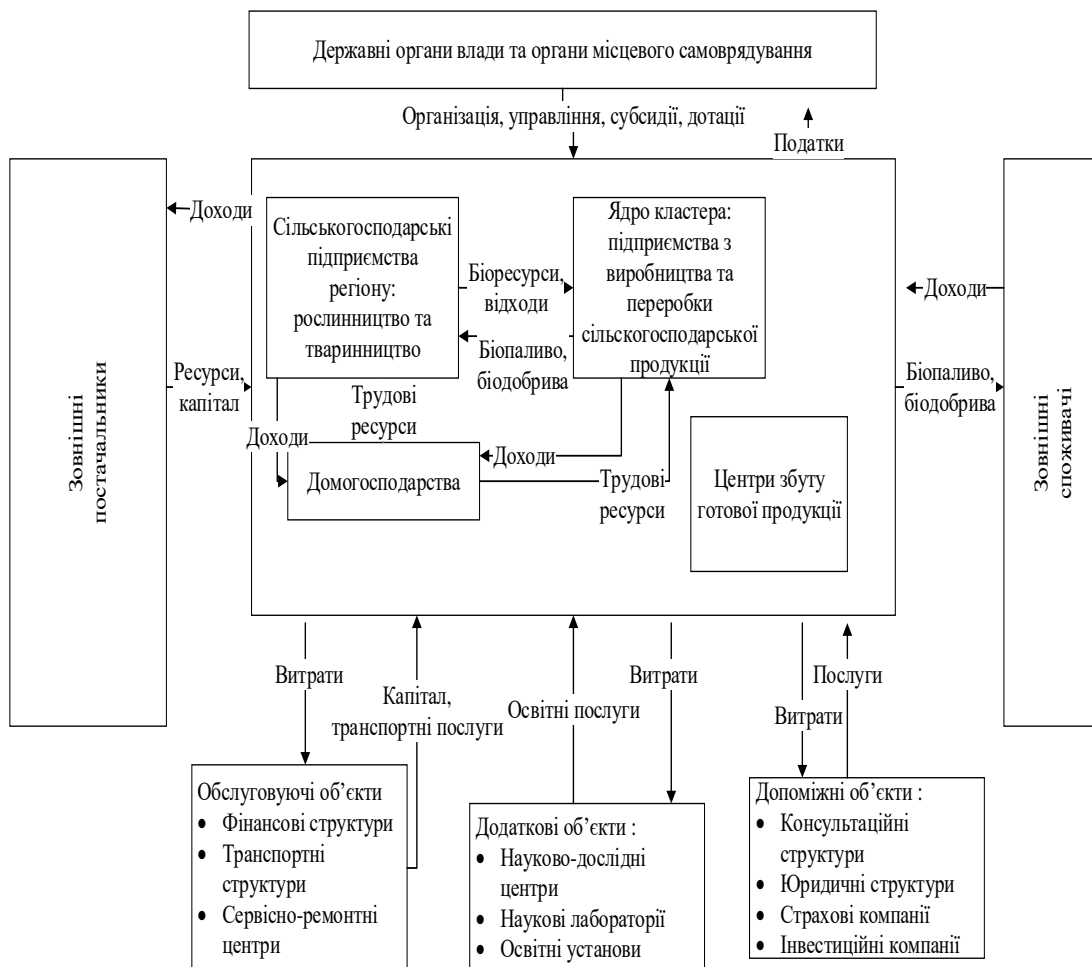 Державні органи влади та органи місцевого самоврядування
Організація, управління, субсидії, дотації
Податки
Зовнішні
постачальники
Доходи
Ресурси,
капітал
Сільськогосподарські
підприємства
регіону:
рослинництво та
тваринництво
Біоресурси,
відходи
Біопаливо,
біодобрива
Ядро кластера:
підприємства з
виробництва та
переробки
сільскогосподарської
продукції
Трудові
ресурси
Доходи
Доходи
Домогосподарства
Трудові
ресурси
Центри збуту
готової продукції
Доходи
Біопаливо,
біодобрива
Зовнішні
споживачі
Витрати
Капітал,
транспортні послуги
Освітні послуги
Витрати
Витрати
Послуги
Обслуговуючі об’єкти
• Фінансові структури
• Транспортні
структури
• Сервісно-ремонтні
центри
Додаткові об’єкти :
• Науково-дослідні
центри
• Наукові лабораторії
• Освітні установи
Допоміжні об’єкти :
• Консультаційні
структури
• Юридичні структури
• Страхові компанії
• Інвестиційні компанії